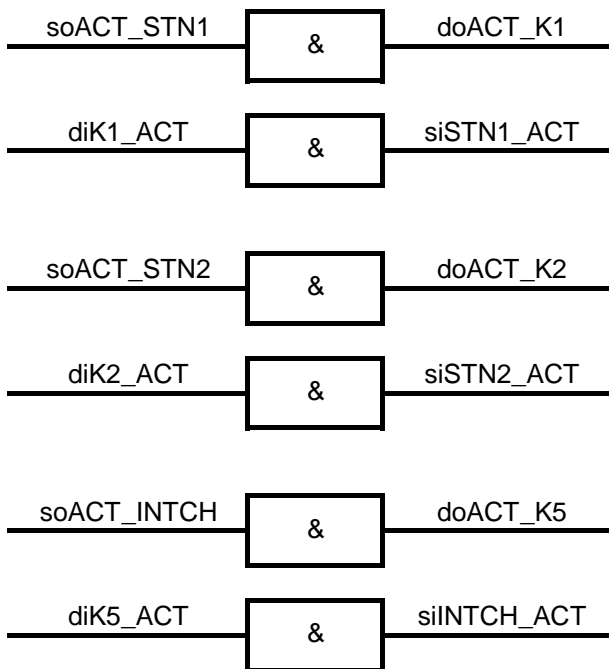 soACT_STN1 & doACT_K1
diK1_ACT & siSTN1_ACT
soACT_STN2 & doACT_K2
diK2_ACT & siSTN2_ACT
soACT_INTCH & doACT_K5
diK5_ACT & siINTCH_ACT